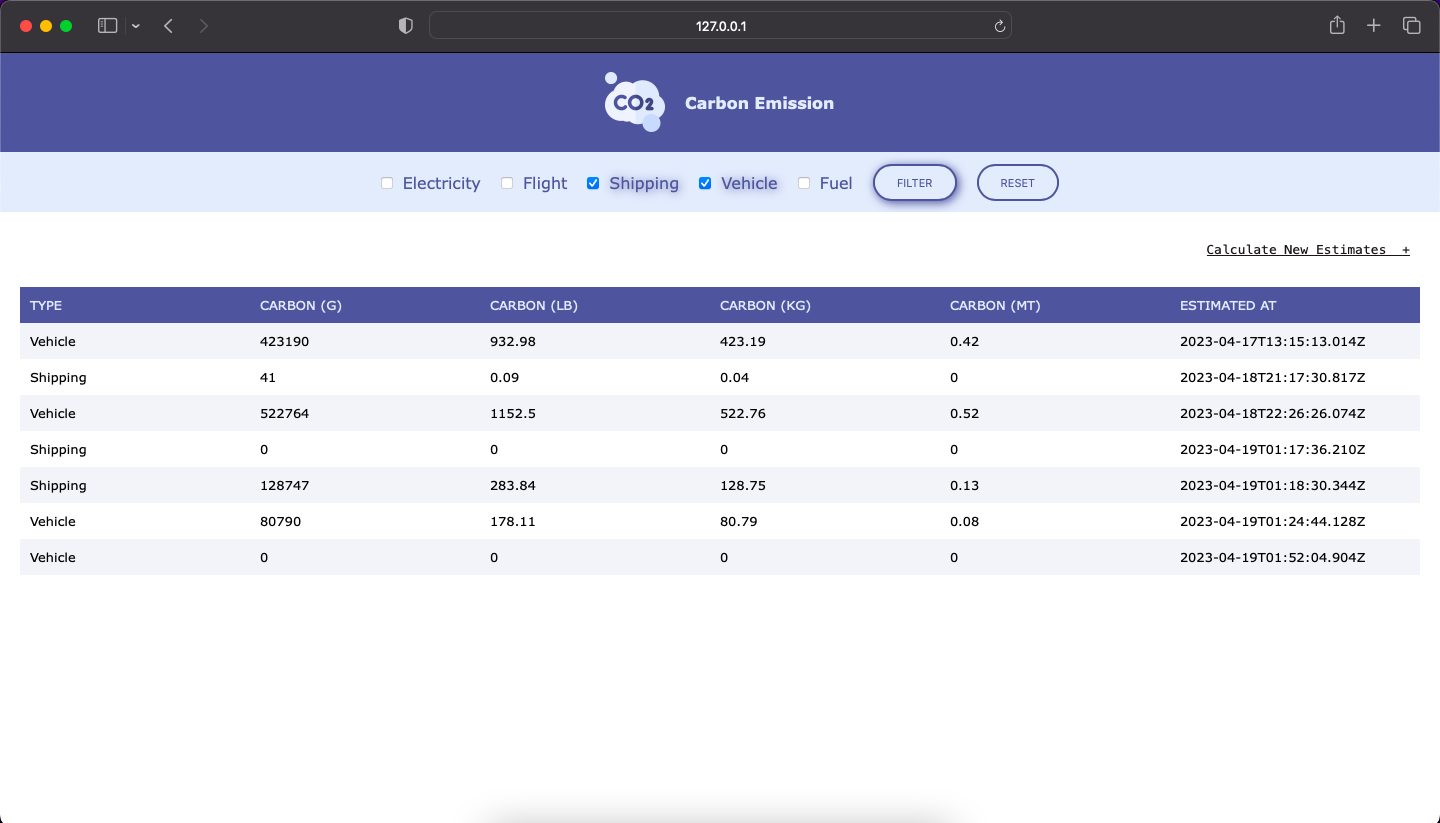 127.0.0.1
CO2 Carbon Emission
Electricity Flight Shipping Vehicle Fuel FILTER RESET
Calculate New Estimates +
TYPE CARBON (G) CARBON (LB) CARBON (KG) CARBON (MT) ESTIMATED AT
Vehicle 423190 932.98 423.19 0.42 2023-04-17T13:15:13.014Z
Shipping 41 0.09 0.04 0 2023-04-18T21:17:30.817Z
Vehicle 522764 1152.5 522.76 0.52 2023-04-18T22:26:26.074Z
Shipping 0 0 0 0 2023-04-19T01:17:36.210Z
Shipping 128747 283.84 128.75 0.13 2023-04-19T01:18:30.344Z
Vehicle 80790 178.11 80.79 0.08 2023-04-19T01:24:44.128Z
Vehicle 0 0 0 0 2023-04-19T01:52:04.904Z